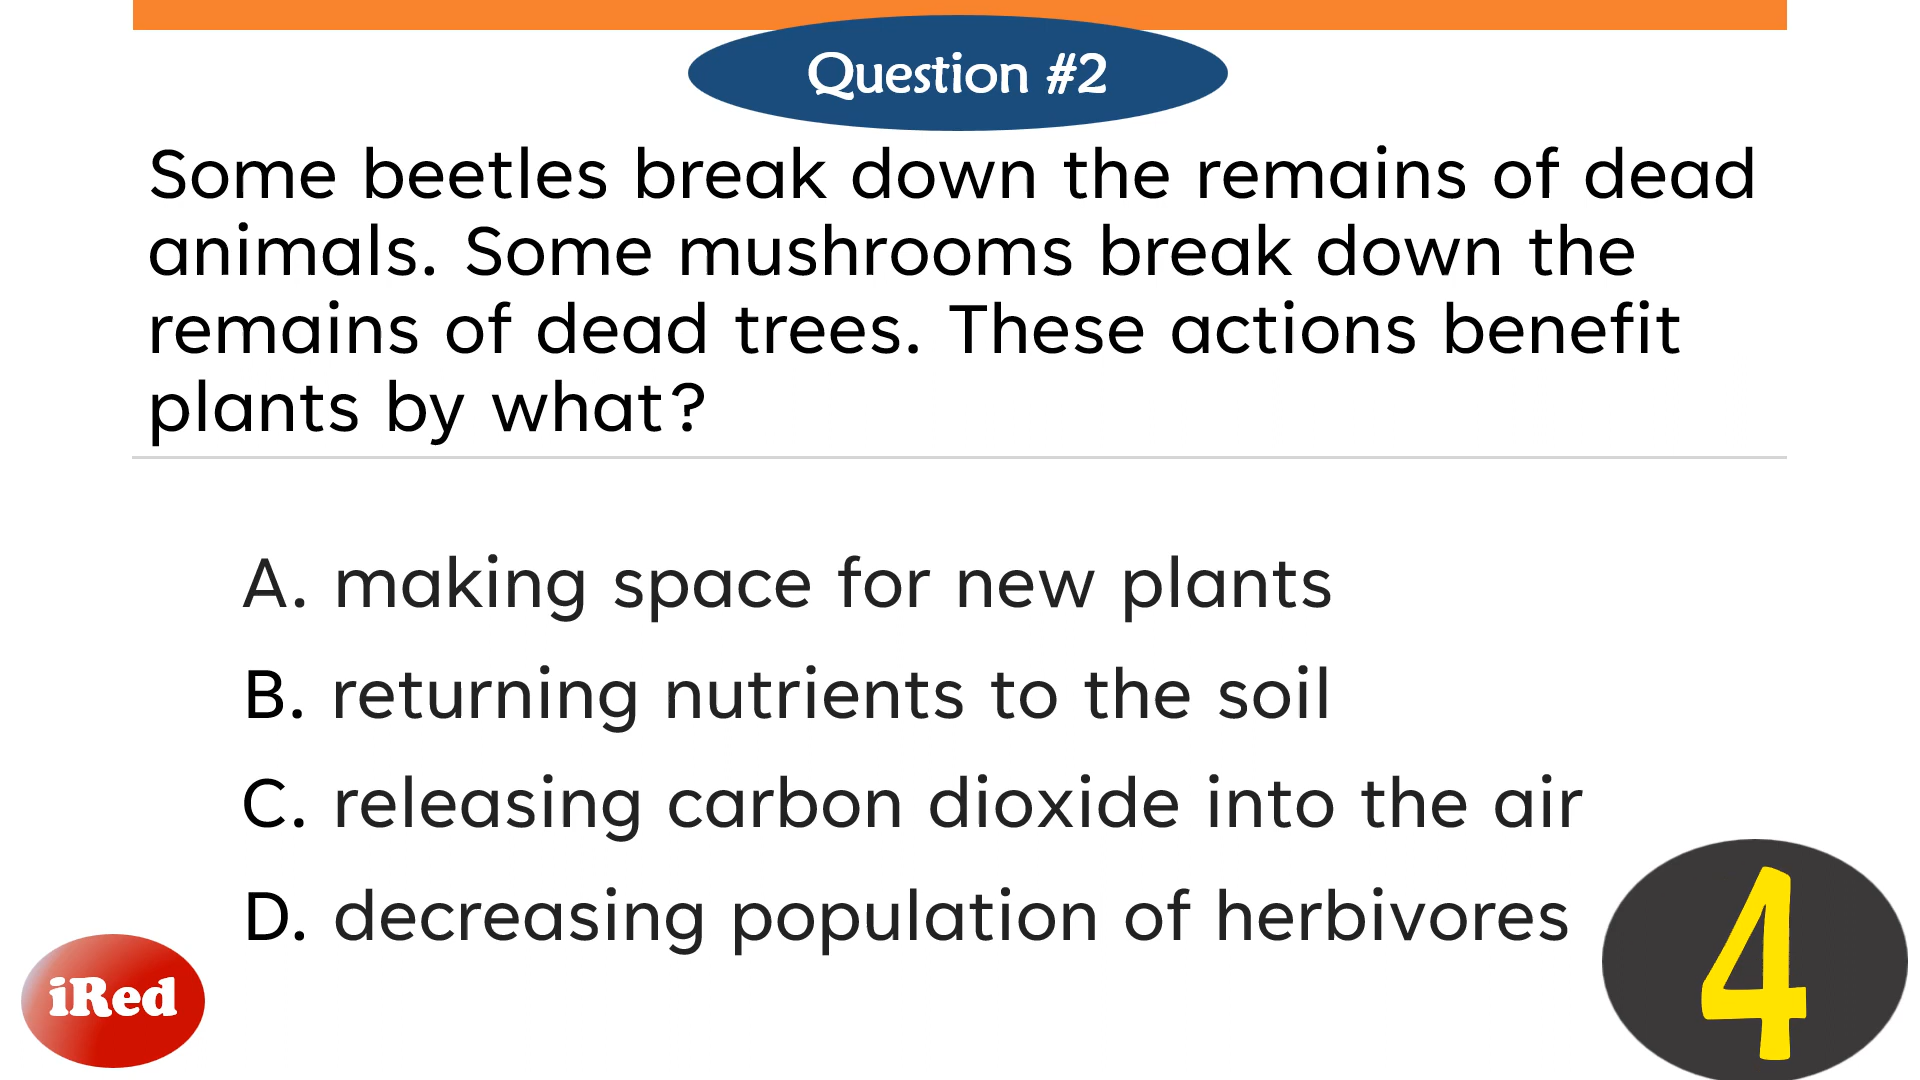 Question #2
Some beetles break down the remains of dead
animals. Some mushrooms break down the
remains of dead trees. These actions benefit
plants by what?
A. making space for new plants
B. returning nutrients to the soil
C. releasing carbon dioxide into the air
D. decreasing population of herbivores
iRed
4